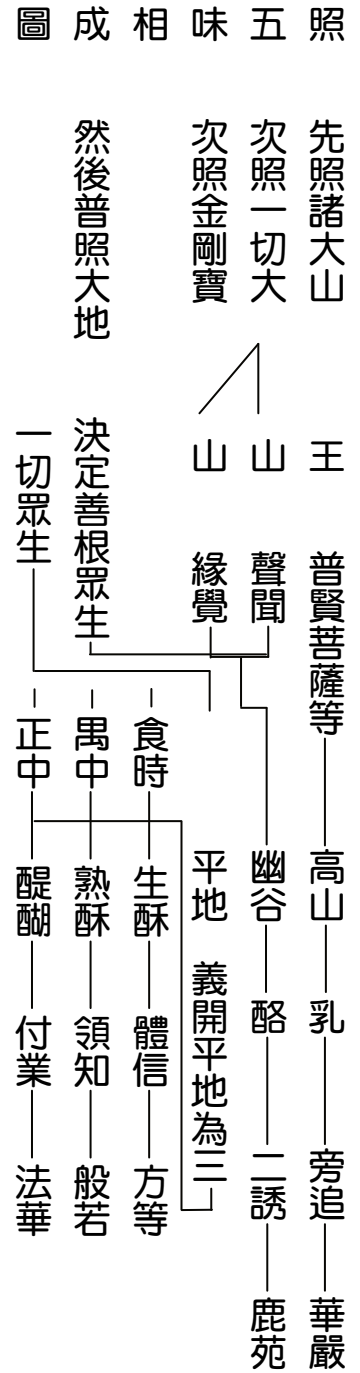 照五味相成圖
先照諸大山王 普賢菩薩等 高山 乳 旁追 華嚴
次照一切大山 聲聞 幽谷 酪 二誘 鹿苑
次照金剛寶山 緣覺 平地 義開平地為三
食時 生酥 體信 方等
然後普照大地 決定善根眾生 禺中 熟酥 領知 般若
一切眾生 正中 醍醐 付業 法華